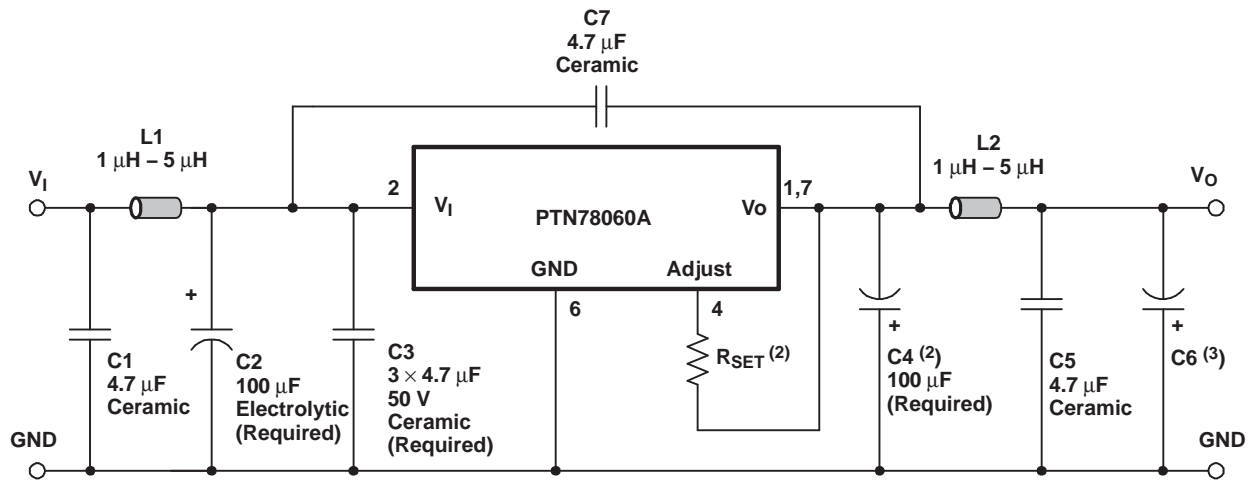 C7
4.7 μF
Ceramic
L1
1 μH – 5 μH
L2
1 μH – 5 μH
VI
2
1,7
VO
VI
PTN78060A
Vo
GND
Adjust
6
4
+
C1
4.7 μF
Ceramic
C2
100 μF
Electrolytic
(Required)
C3
3 × 4.7 μF
50 V
Ceramic
(Required)
RSET (2)
+
C4 (2)
100 μF
(Required)
C5
4.7 μF
Ceramic
+
C6 (3)
GND
GND